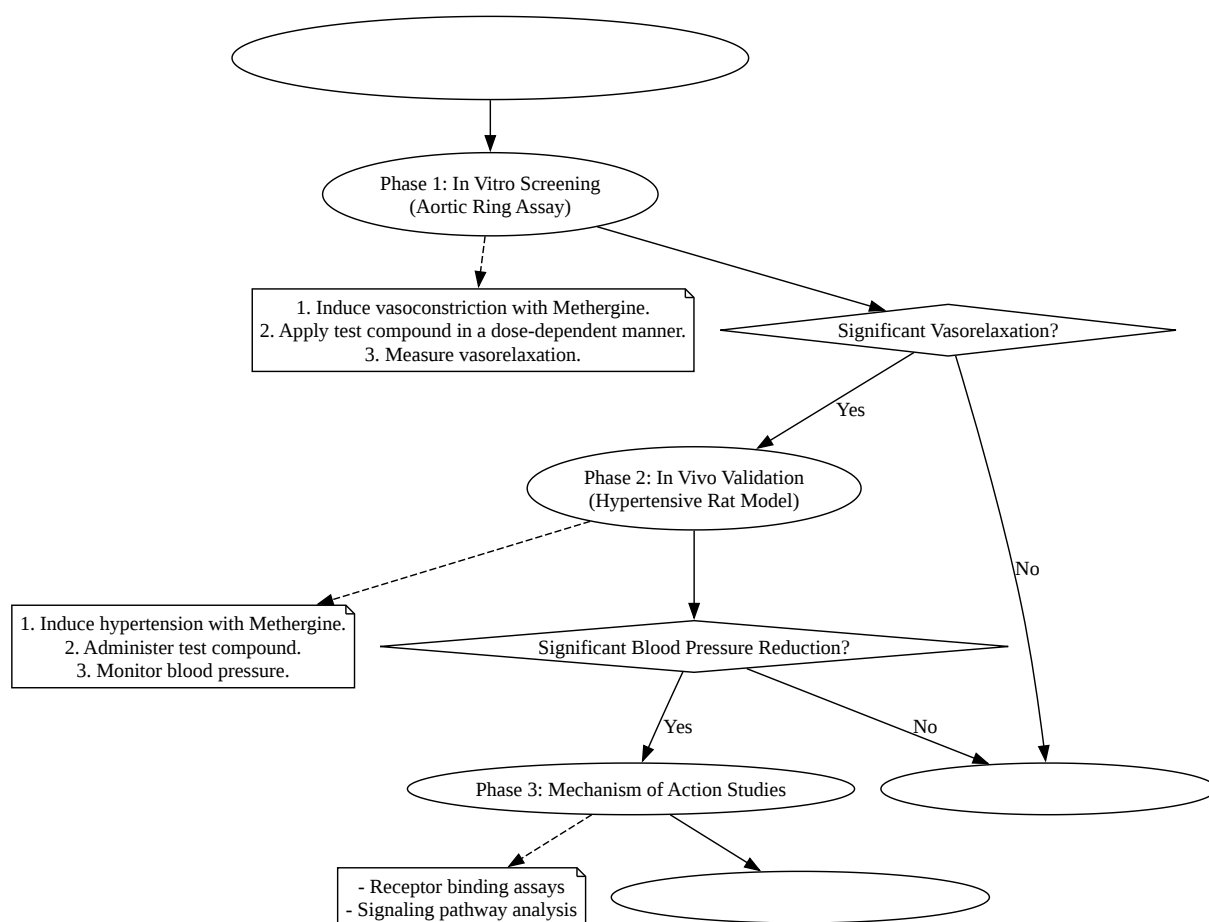 Phase 1: In Vitro Screening
(Aortic Ring Assay)
1. Induce vasoconstriction with Methergine.
2. Apply test compound in a dose-dependent manner.
3. Measure vasorelaxation.
Significant Vasorelaxation?
Yes
Phase 2: In Vivo Validation
(Hypertensive Rat Model)
No
1. Induce hypertension with Methergine.
2. Administer test compound.
3. Monitor blood pressure.
Significant Blood Pressure Reduction?
Yes
No
Phase 3: Mechanism of Action Studies
- Receptor binding assays
- Signaling pathway analysis